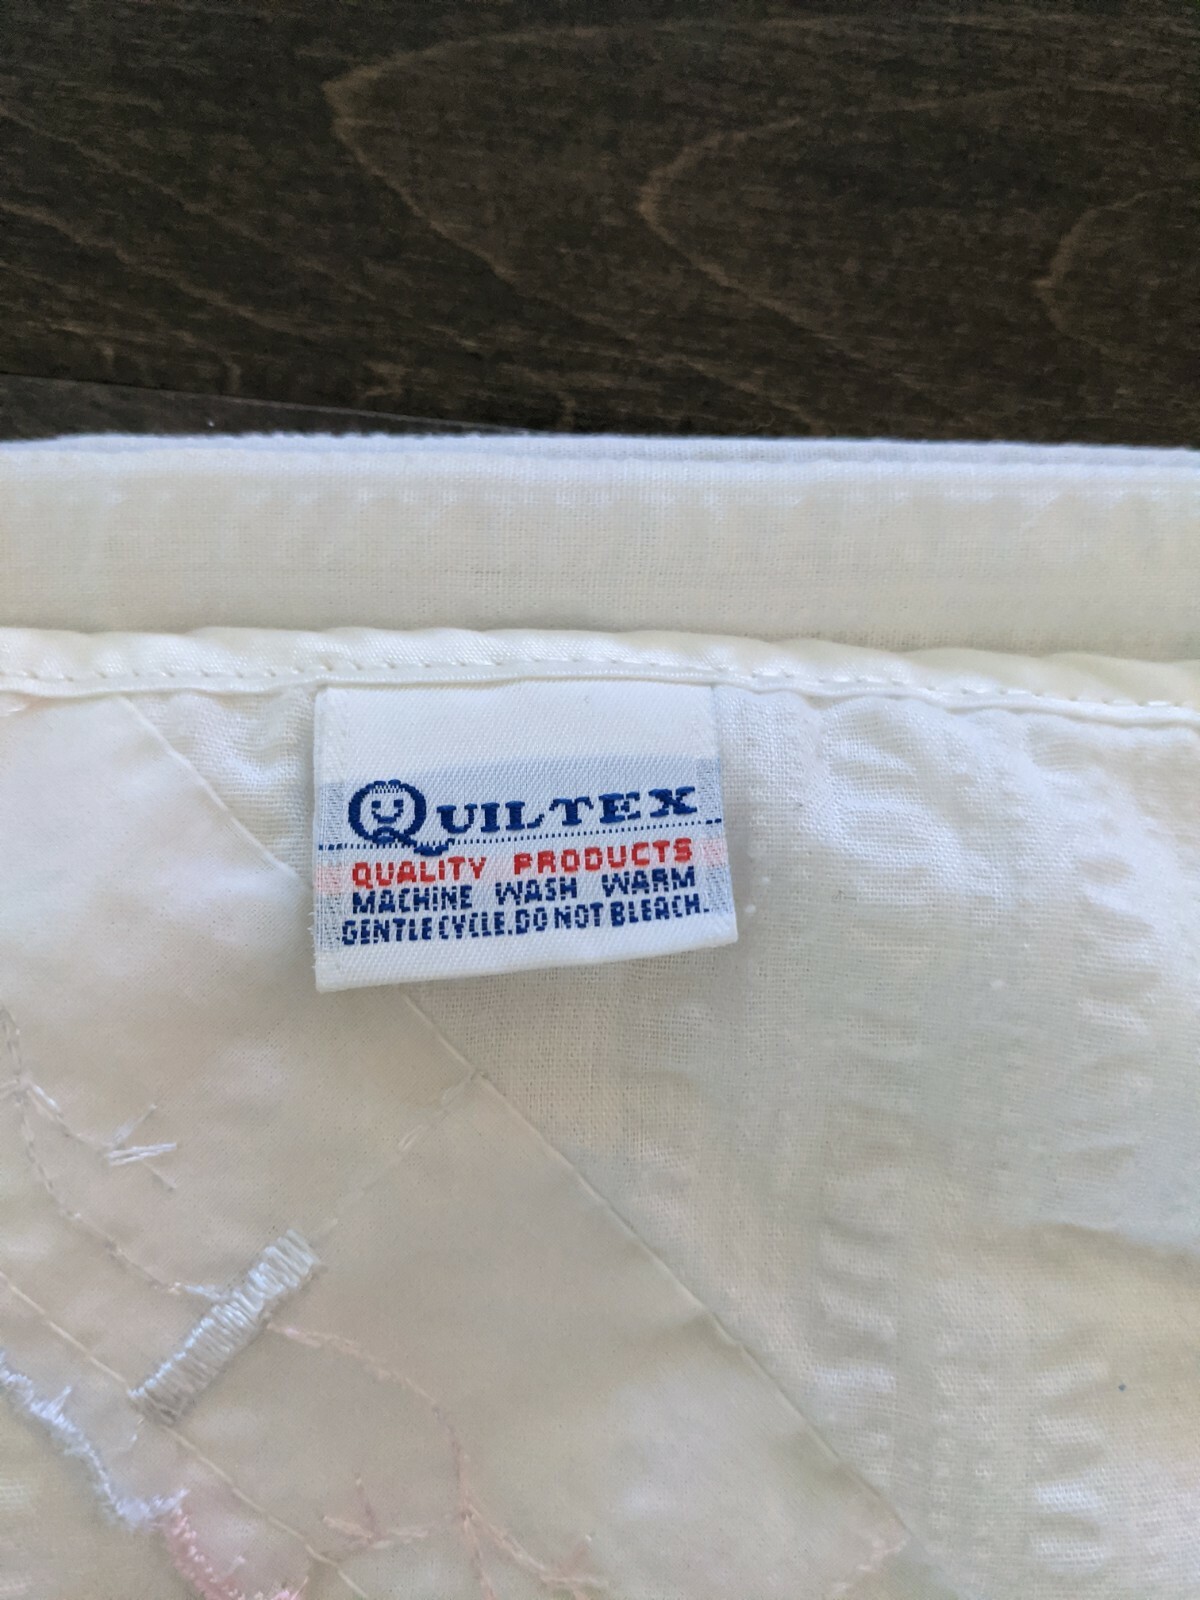 QUILTEX
QUALITY PRODUCTS
MACHINE WASH WARM
GENTLE CYCLE. DO NOT BLEACH.